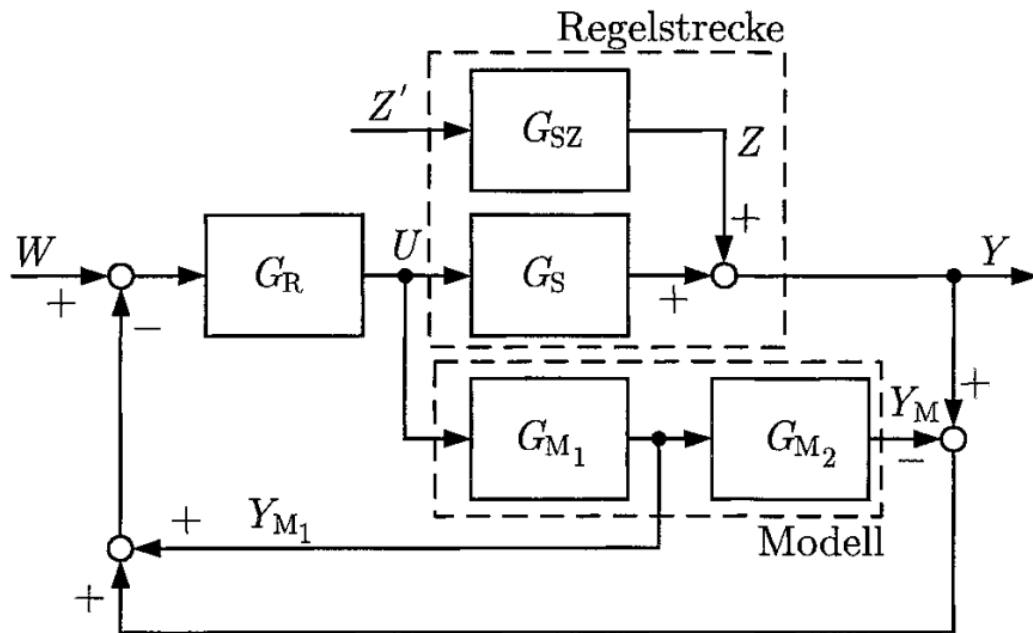 Regelstrecke
Z′
G_SZ
Z
+
W
+
−
G_R
U
G_S
+
Y
G_M₁
G_M₂
Y_M
+
−
+
Y_M₁
Modell
+